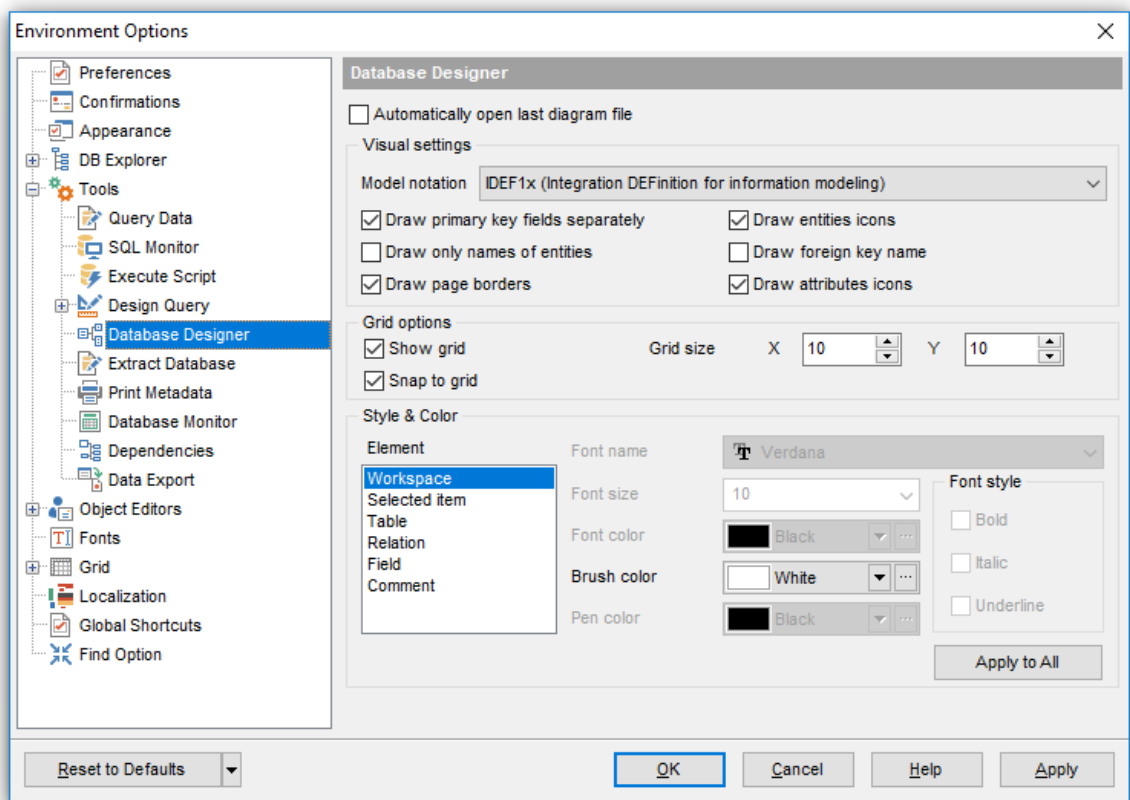 Environment Options
Preferences
Confirmations
Appearance
DB Explorer
Tools
Query Data
SQL Monitor
Execute Script
Design Query
Database Designer
Extract Database
Print Metadata
Database Monitor
Dependencies
Data Export
Object Editors
Fonts
Grid
Localization
Global Shortcuts
Find Option
Database Designer
Automatically open last diagram file
Visual settings
Model notation IDEF1x (Integration DEFinition for information modeling)
Draw primary key fields separately Draw entities icons
Draw only names of entities Draw foreign key name
Draw page borders Draw attributes icons
Grid options
Show grid Grid size X 10 Y 10
Snap to grid
Style & Color
Element
Workspace
Selected item
Table
Relation
Field
Comment
Font name Verdana
Font size 10
Font color Black
Brush color White
Pen color Black
Font style
Bold
Italic
Underline
Apply to All
Reset to Defaults OK Cancel Help Apply